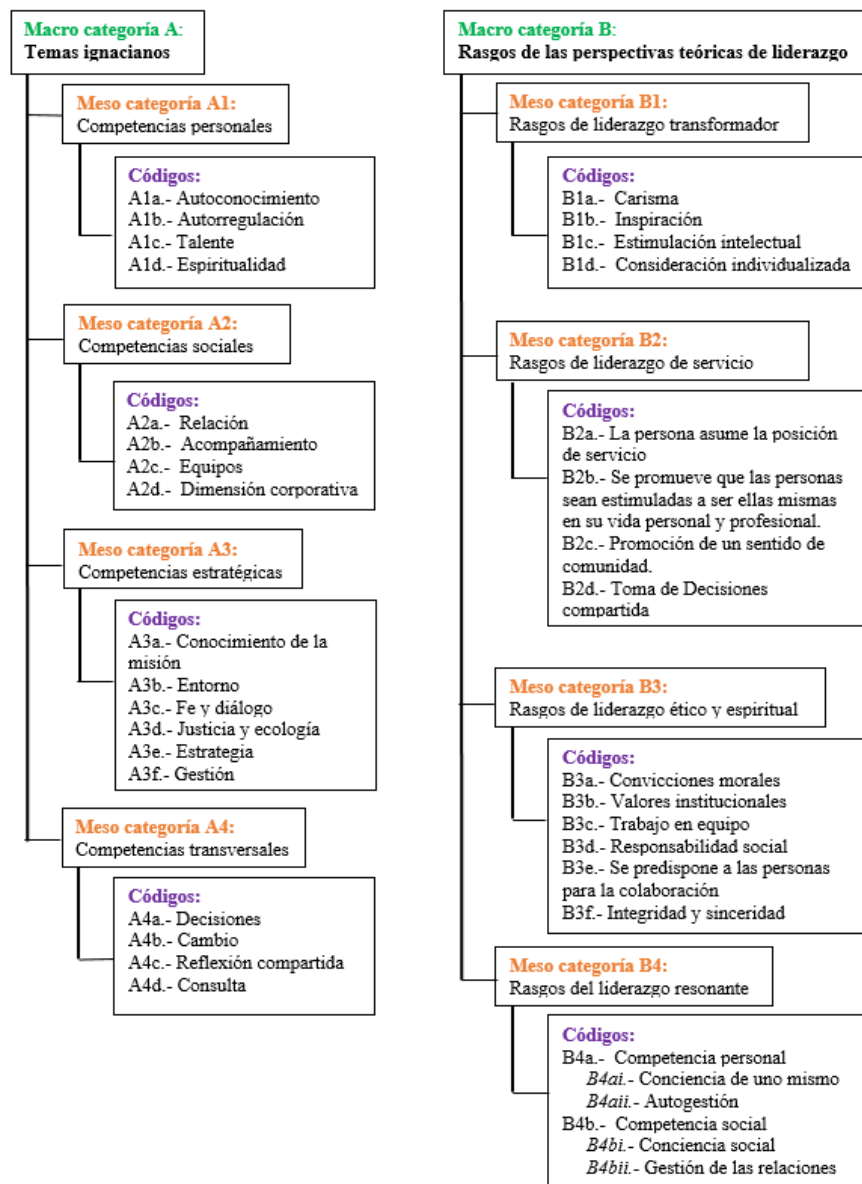 Macro categoría A:
Temas ignacianos
Meso categoría A1:
Competencias personales
Códigos:
A1a.- Autoconocimiento
A1b.- Autorregulación
A1c.- Talente
A1d.- Espiritualidad
Meso categoría A2:
Competencias sociales
Códigos:
A2a.- Relación
A2b.- Acompañamiento
A2c.- Equipos
A2d.- Dimensión corporativa
Meso categoría A3:
Competencias estratégicas
Códigos:
A3a.- Conocimiento de la
misión
A3b.- Entorno
A3c.- Fe y diálogo
A3d.- Justicia y ecología
A3e.- Estrategia
A3f.- Gestión
Meso categoría A4:
Competencias transversales
Códigos:
A4a.- Decisiones
A4b.- Cambio
A4c.- Reflexión compartida
A4d.- Consulta
Macro categoría B:
Rasgos de las perspectivas teóricas de liderazgo
Meso categoría B1:
Rasgos de liderazgo transformador
Códigos:
B1a.- Carisma
B1b.- Inspiración
B1c.- Estimulación intelectual
B1d.- Consideración individualizada
Meso categoría B2:
Rasgos de liderazgo de servicio
Códigos:
B2a.- La persona asume la posición
de servicio
B2b.- Se promueve que las personas
sean estimuladas a ser ellas mismas
en su vida personal y profesional.
B2c.- Promoción de un sentido de
comunidad.
B2d.- Toma de Decisiones
compartida
Meso categoría B3:
Rasgos de liderazgo ético y espiritual
Códigos:
B3a.- Convicciones morales
B3b.- Valores institucionales
B3c.- Trabajo en equipo
B3d.- Responsabilidad social
B3e.- Se predispone a las personas
para la colaboración
B3f.- Integridad y sinceridad
Meso categoría B4:
Rasgos del liderazgo resonante
Códigos:
B4a.- Competencia personal
B4ai.- Conciencia de uno mismo
B4aii.- Autogestión
B4b.- Competencia social
B4bi.- Conciencia social
B4bii.- Gestión de las relaciones